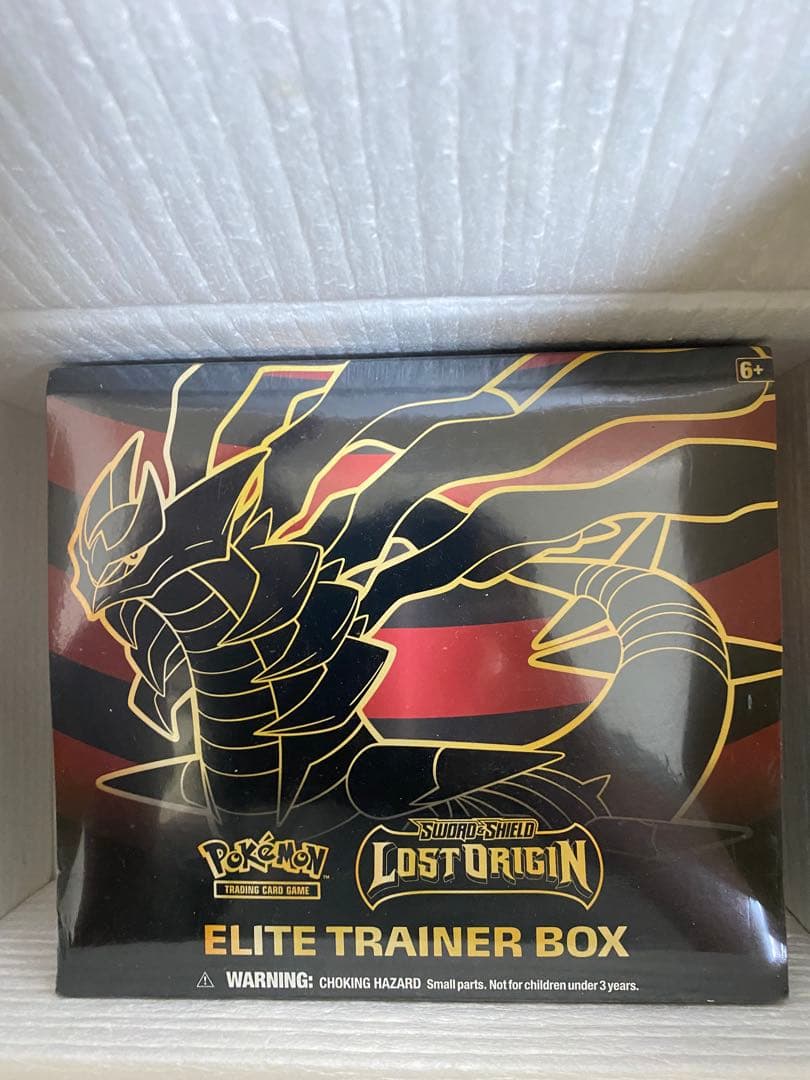 6+
POKéMON
TRADING CARD GAME
SWORD & SHIELD
LOST ORIGIN
ELITE TRAINER BOX
⚠ WARNING: CHOKING HAZARD Small parts. Not for children under 3 years.